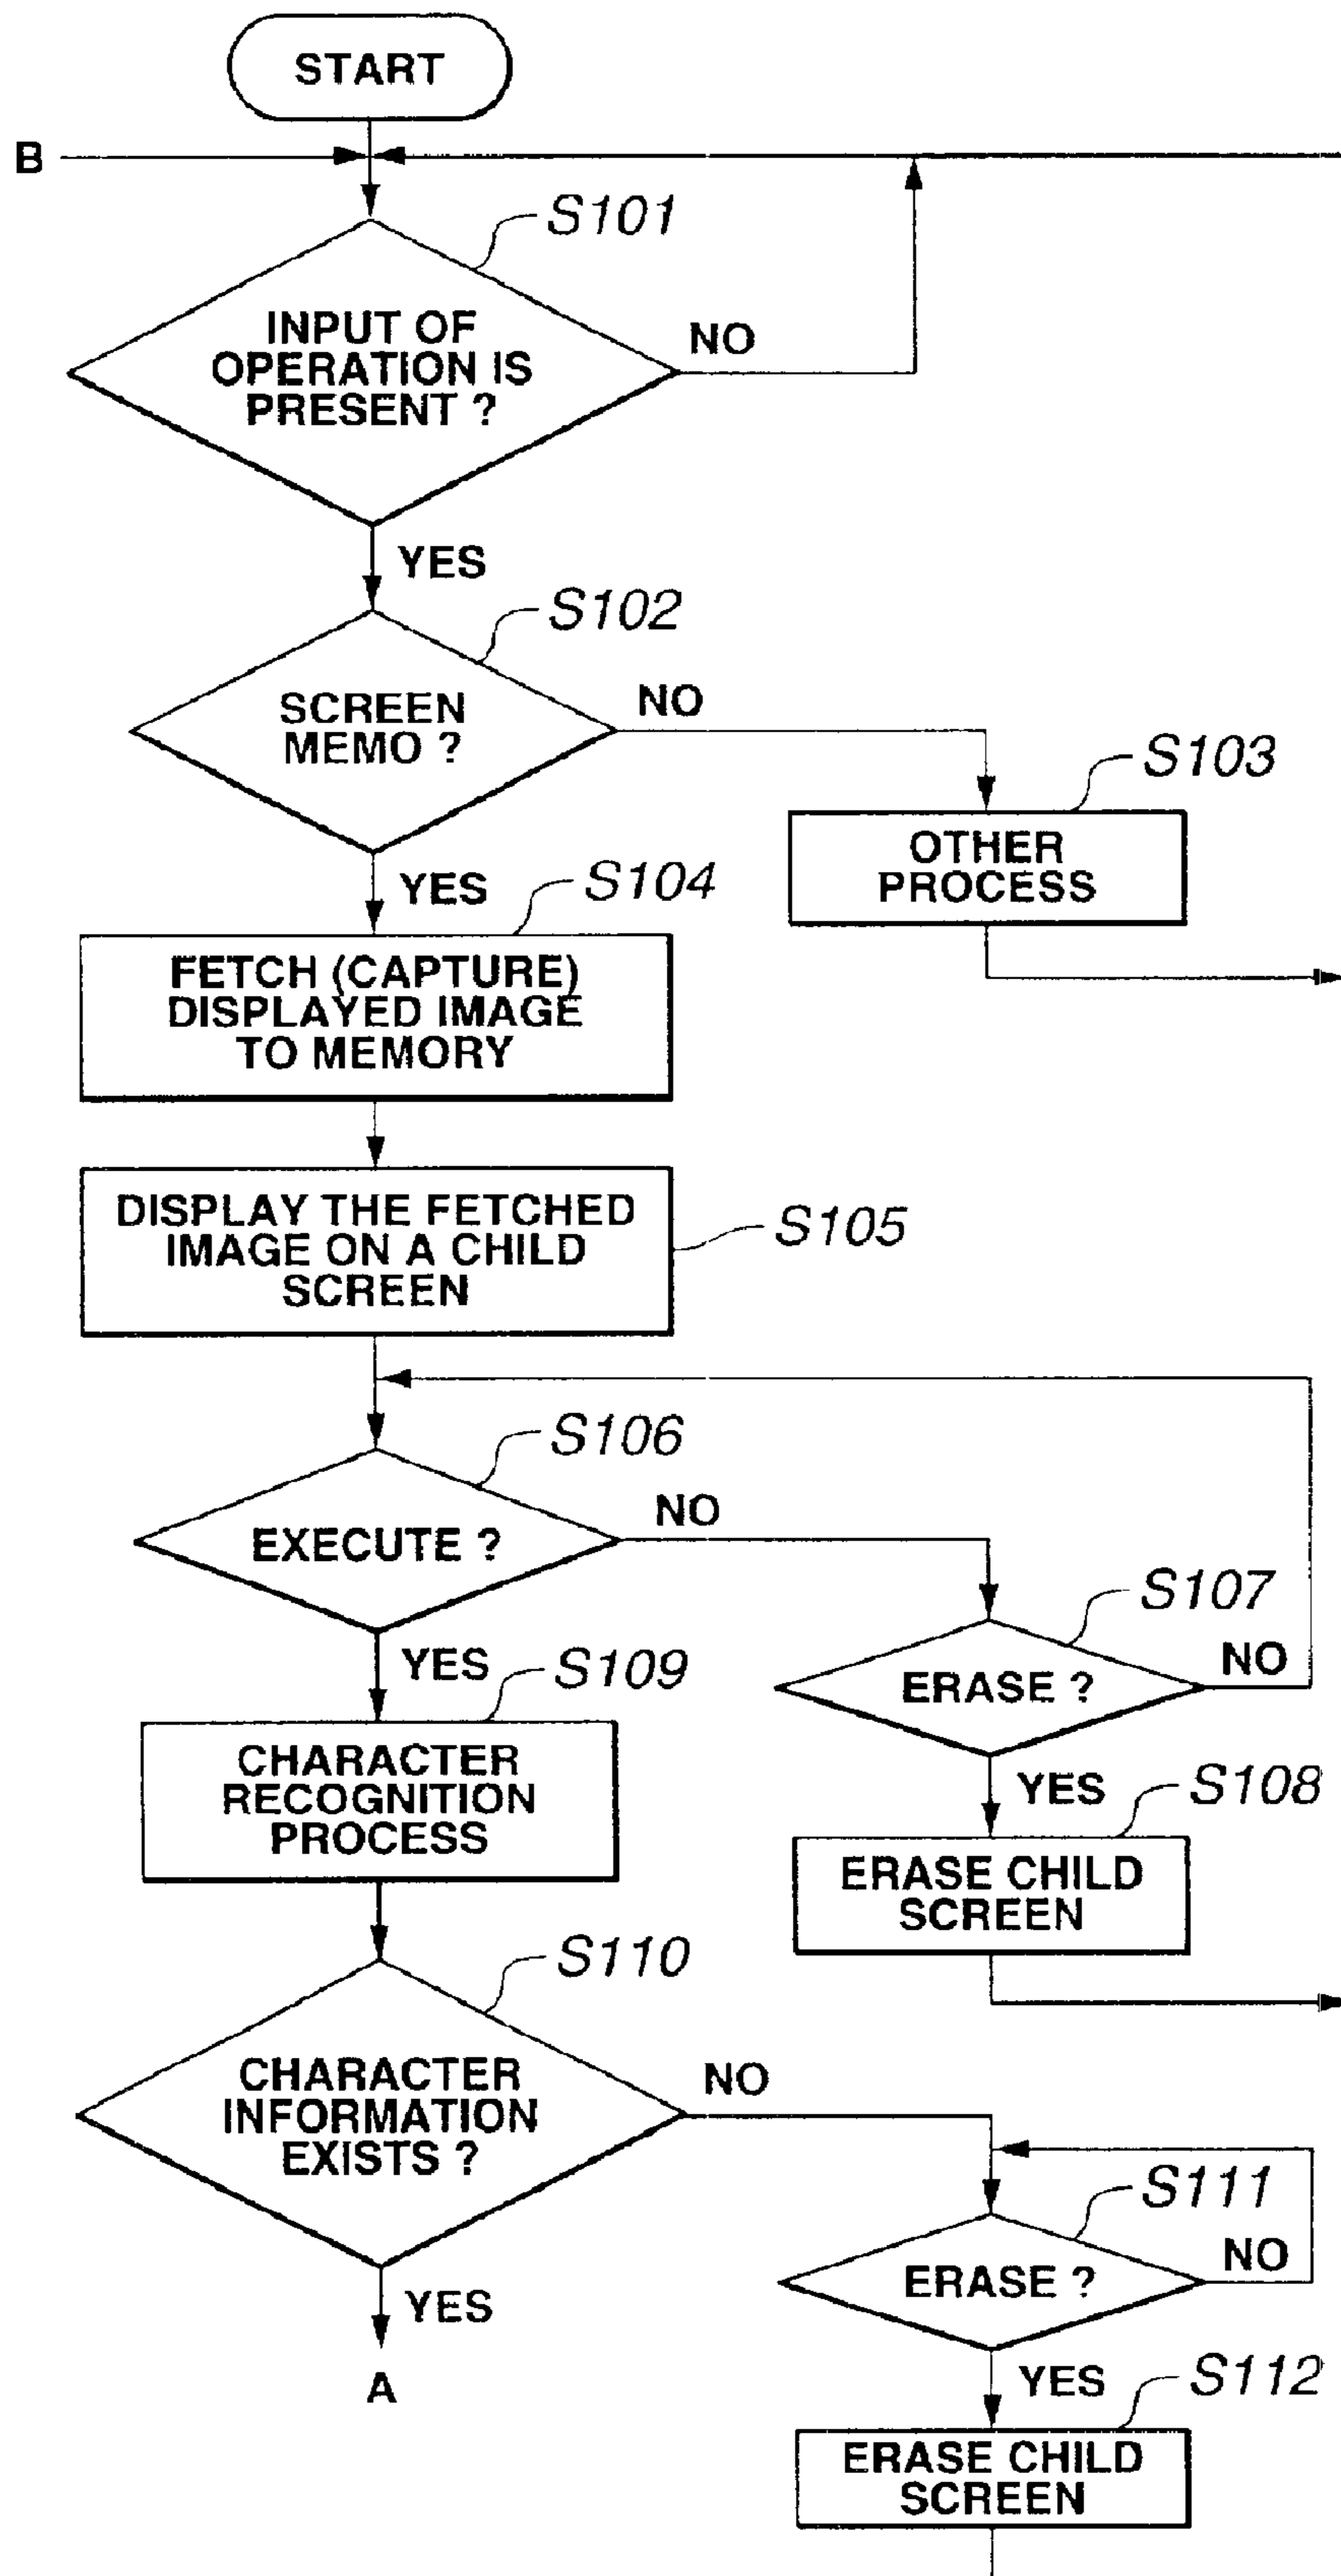 START
B
S101
INPUT OF
OPERATION IS
PRESENT ?
NO
YES
S102
SCREEN
MEMO ?
NO
S103
OTHER
PROCESS
YES
S104
FETCH (CAPTURE)
DISPLAYED IMAGE
TO MEMORY
DISPLAY THE FETCHED
IMAGE ON A CHILD
SCREEN
S105
S106
EXECUTE ?
NO
S107
ERASE ?
NO
YES
S109
CHARACTER
RECOGNITION
PROCESS
YES
S108
ERASE CHILD
SCREEN
S110
CHARACTER
INFORMATION
EXISTS ?
NO
S111
ERASE ?
NO
YES
A
YES
S112
ERASE CHILD
SCREEN